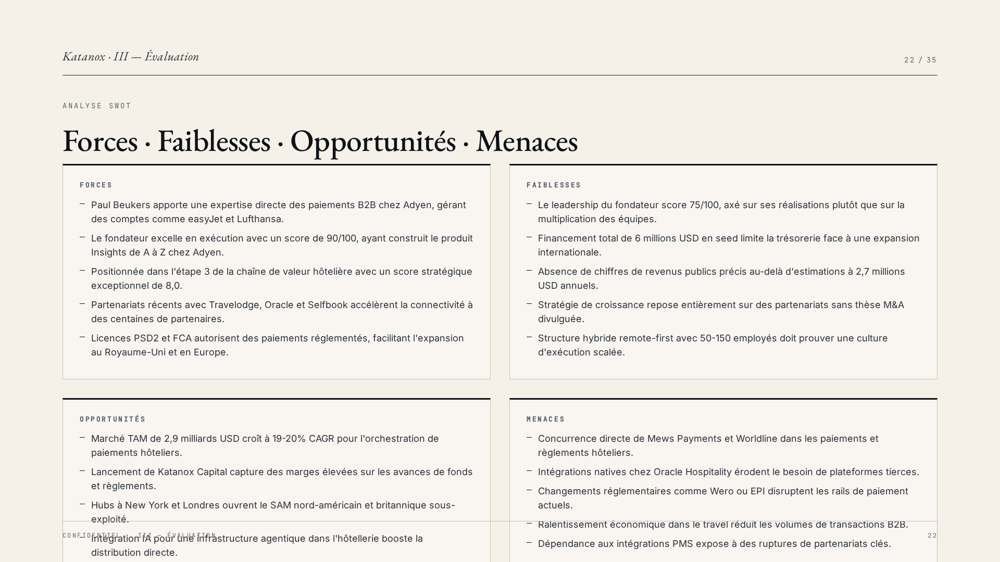 Katanox · III — Évaluation
22 / 35
ANALYSE SWOT
Forces · Faiblesses · Opportunités · Menaces
FORCES
— Paul Beukers apporte une expertise directe des paiements B2B chez Adyen, gérant
des comptes comme easyJet et Lufthansa.
— Le fondateur excelle en exécution avec un score de 90/100, ayant construit le produit
Insights de A à Z chez Adyen.
— Positionnée dans l'étape 3 de la chaîne de valeur hôtelière avec un score stratégique
exceptionnel de 8,0.
— Partenariats récents avec Travelodge, Oracle et Selfbook accélèrent la connectivité à
des centaines de partenaires.
— Licences PSD2 et FCA autorisent des paiements réglementés, facilitant l'expansion
au Royaume-Uni et en Europe.
FAIBLESSES
— Le leadership du fondateur score 75/100, axé sur ses réalisations plutôt que sur la
multiplication des équipes.
— Financement total de 6 millions USD en seed limite la trésorerie face à une expansion
internationale.
— Absence de chiffres de revenus publics précis au-delà d'estimations à 2,7 millions
USD annuels.
— Stratégie de croissance repose entièrement sur des partenariats sans thèse M&A
divulguée.
— Structure hybride remote-first avec 50-150 employés doit prouver une culture
d'exécution scalée.
OPPORTUNITÉS
— Marché TAM de 2,9 milliards USD croît à 19-20% CAGR pour l'orchestration de
paiements hôteliers.
— Lancement de Katanox Capital capture des marges élevées sur les avances de fonds
et règlements.
— Hubs à New York et Londres ouvrent le SAM nord-américain et britannique sous-
exploité.
— Intégration IA pour une infrastructure agentique dans l'hôtellerie booste la
distribution directe.
MENACES
— Concurrence directe de Mews Payments et Worldline dans les paiements et
règlements hôteliers.
— Intégrations natives chez Oracle Hospitality érodent le besoin de plateformes tierces.
— Changements réglementaires comme Wero ou EPI disruptent les rails de paiement
actuels.
— Ralentissement économique dans le travel réduit les volumes de transactions B2B.
— Dépendance aux intégrations PMS expose à des ruptures de partenariats clés.
CONFIDENTIEL · III — ÉVALUATION
22